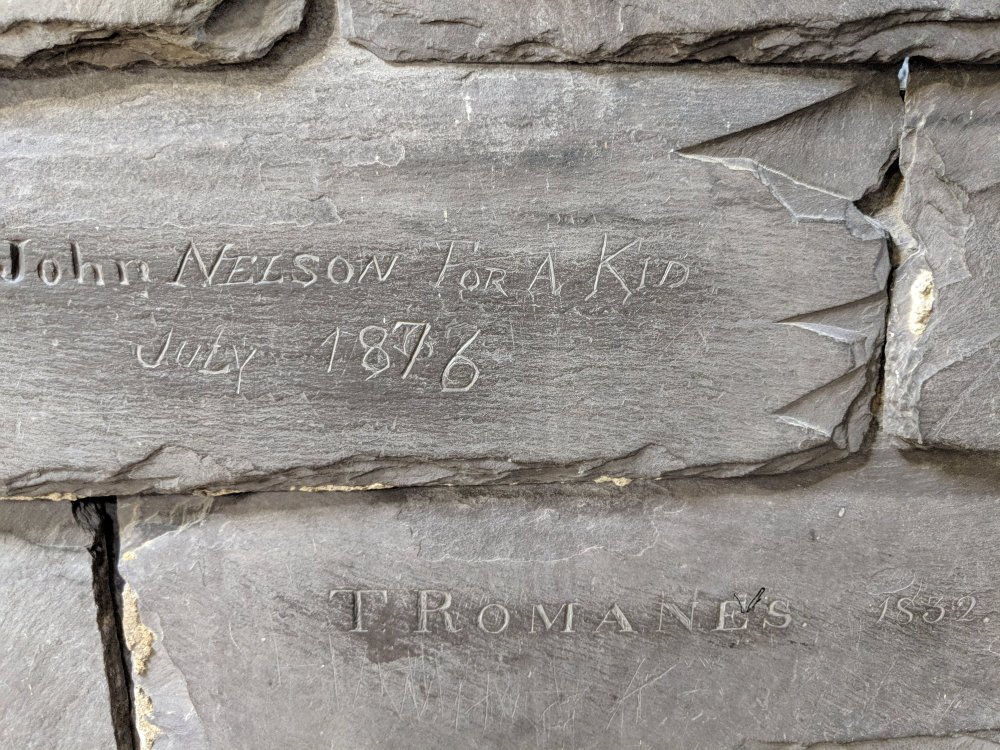 John NELSON FOR A KID
JULY 1876
T ROMANES. 1832.